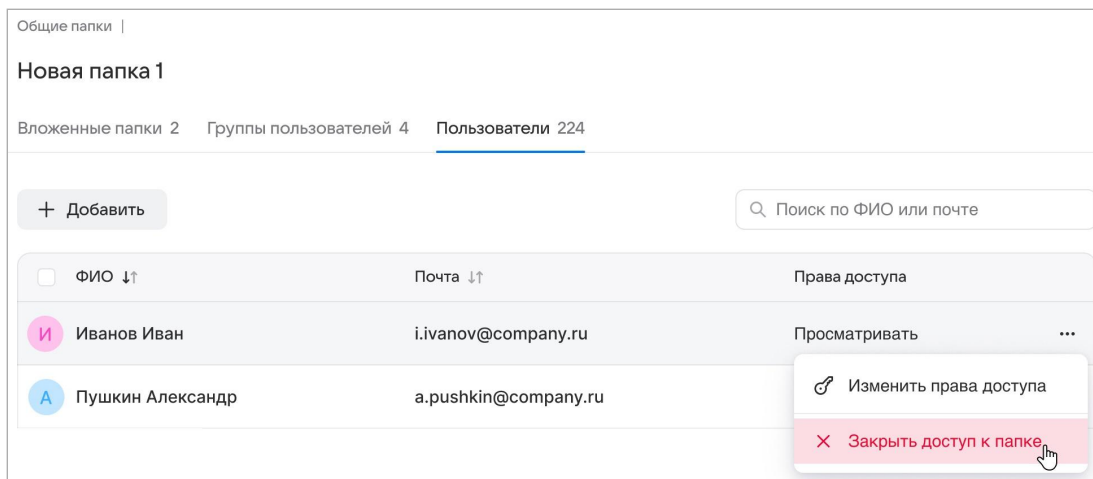 Общие папки |
Новая папка 1
Вложенные папки 2 Группы пользователей 4 Пользователи 224
+ Добавить Поиск по ФИО или почте
ФИО ↓↑ Почта ↓↑ Права доступа
И Иванов Иван i.ivanov@company.ru Просматривать ...
А Пушкин Александр a.pushkin@company.ru
Изменить права доступа
Закрыть доступ к папке